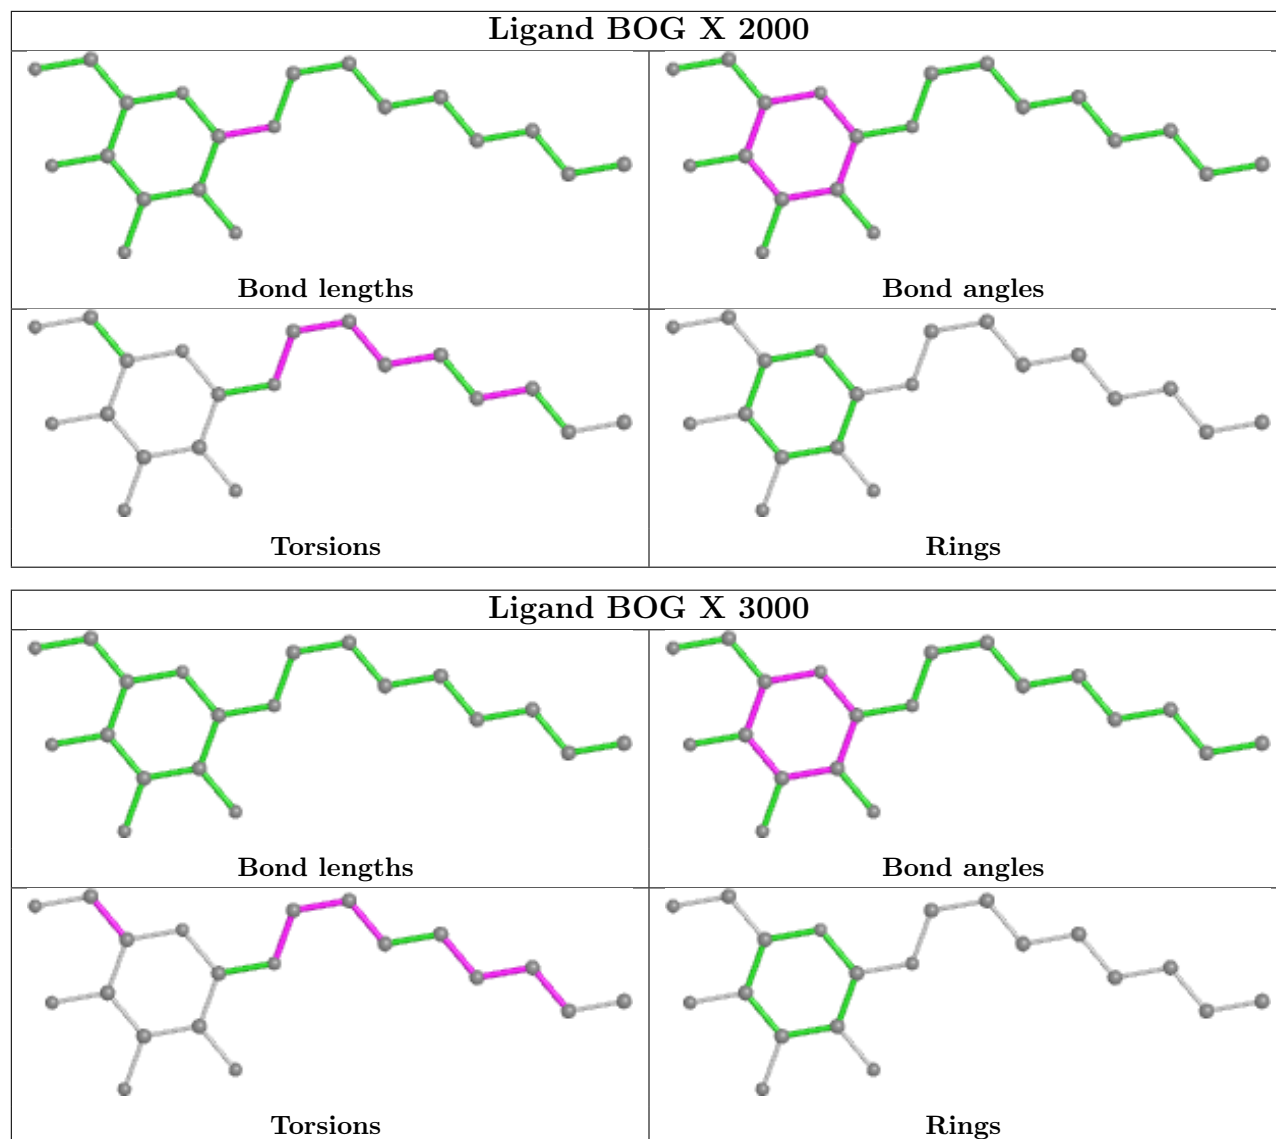 Ligand BOG X 2000
Bond lengths
Bond angles
Torsions
Rings
Ligand BOG X 3000
Bond lengths
Bond angles
Torsions
Rings